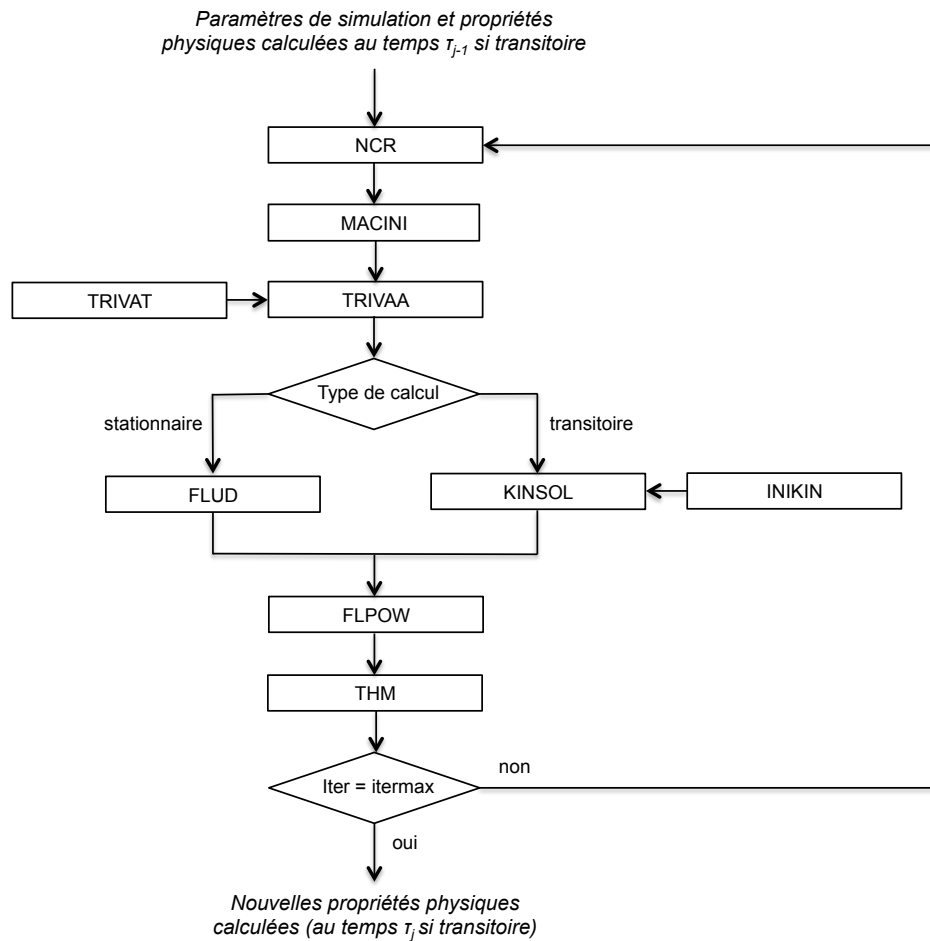 Paramètres de simulation et propriétés
physiques calculées au temps τj-1 si transitoire
NCR
MACINI
TRIVAT
TRIVAA
Type de calcul
stationnaire
transitoire
FLUD
KINSOL
INIKIN
FLPOW
THM
Iter = itermax
non
oui
Nouvelles propriétés physiques
calculées (au temps τj si transitoire)